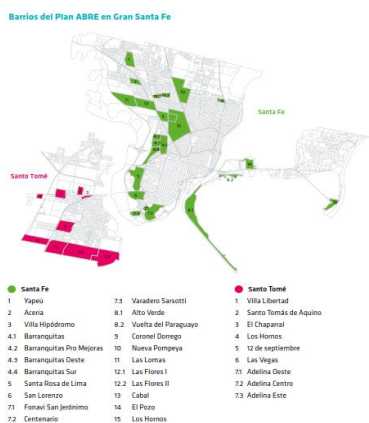 Barrios del Plan ABRE en Gran Santa Fe
Santa Fe
Santo Tomé
Santa Fe
1 Yapeú
2 Aceria
3 Villa Hipódromo
4.1 Barranquitas
4.2 Barranquitas Pro Mejoras
4.3 Barranquitas Oeste
4.4 Barranquitas Sur
5 Santa Rosa de Lima
6 San Lorenzo
7.1 Fonavi San Jerónimo
7.2 Centenario
7.3 Varadero Sarsotti
8.1 Alto Verde
8.2 Vuelta del Paraguayo
9 Coronel Dorrego
10 Nueva Pompeya
11 Las Lomas
12.1 Las Flores I
12.2 Las Flores II
13 Cabal
14 El Pozo
15 Los Hornos
Santo Tomé
1 Villa Libertad
2 Santo Tomás de Aquino
3 El Chaparral
4 Los Hornos
5 12 de septiembre
6 Las Vegas
7.1 Adelina Oeste
7.2 Adelina Centro
7.3 Adelina Este